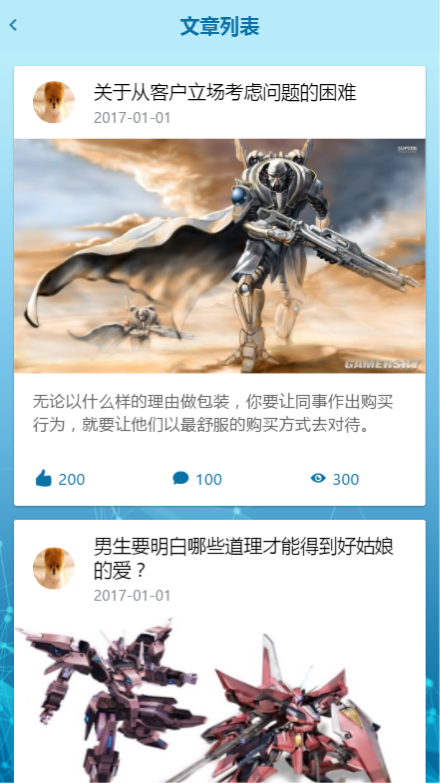 文章列表
关于从客户立场考虑问题的困难
2017-01-01
SUPERB
GAMERSKY
无论以什么样的理由做包装，你要让同事作出购买
行为，就要让他们以最舒服的购买方式去对待。
200
100
300
男生要明白哪些道理才能得到好姑娘
的爱？
2017-01-01